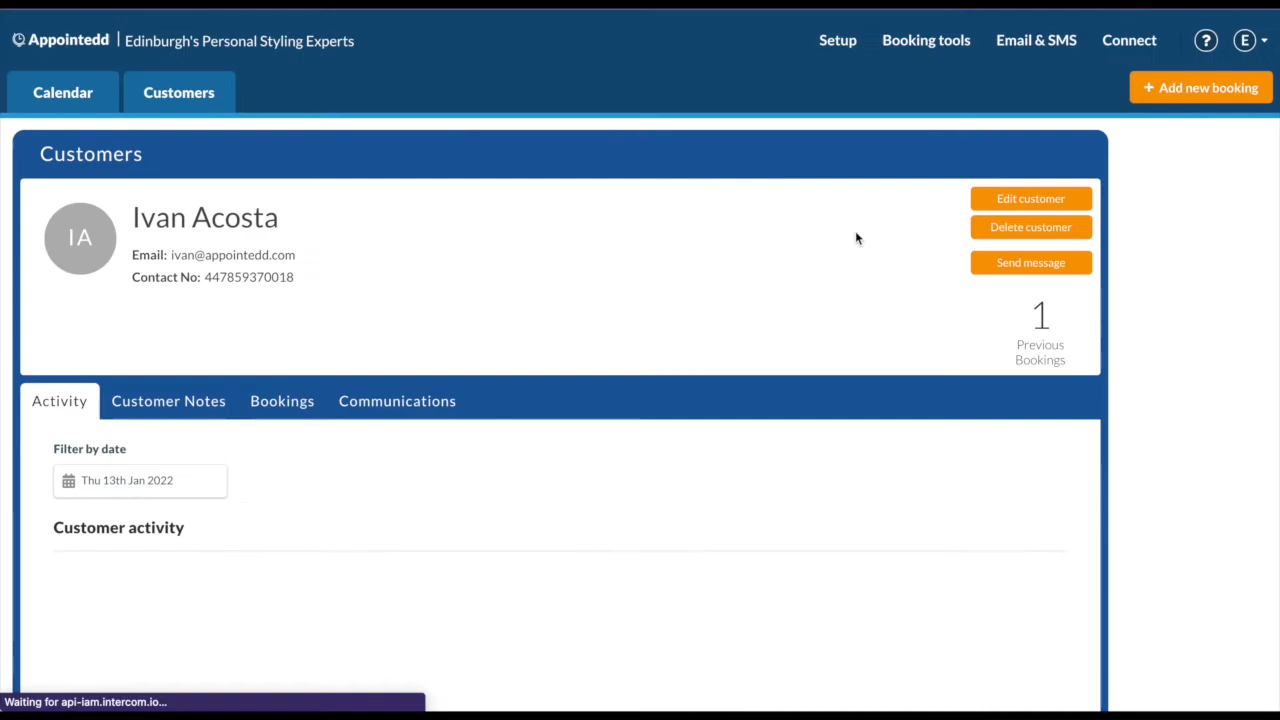 Appointedd | Edinburgh's Personal Styling Experts
Setup Booking tools Email & SMS Connect ? E
Calendar Customers + Add new booking
Customers
IA
Ivan Acosta
Email: ivan@appointedd.com
Contact No: 447859370018
Edit customer
Delete customer
Send message
1
Previous
Bookings
Activity Customer Notes Bookings Communications
Filter by date
Thu 13th Jan 2022
Customer activity
Waiting for api-iam.intercom.io...